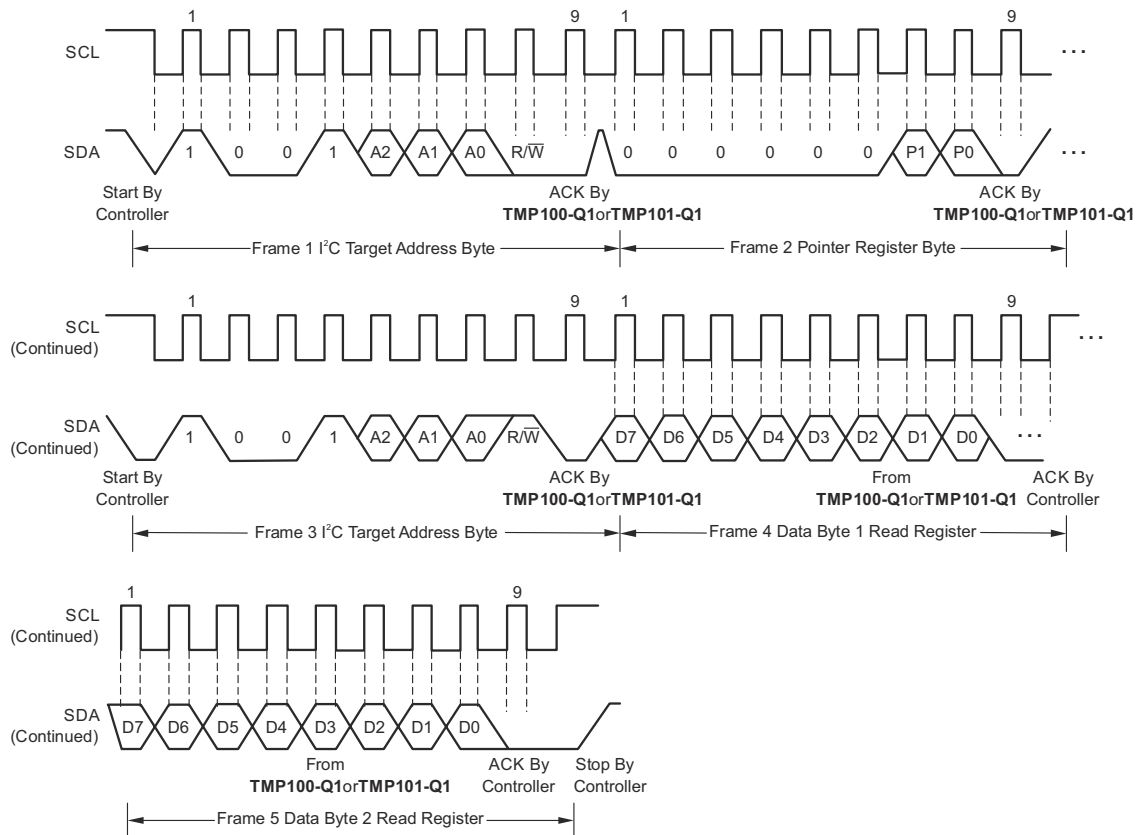 1 9 1 9
SCL ...
SDA 1 0 0 1 A2 A1 A0 R/W̅ 0 0 0 0 0 0 P1 P0 ...
Start By ACK By ACK By
Controller TMP100-Q1orTMP101-Q1 TMP100-Q1orTMP101-Q1
Frame 1 I²C Target Address Byte Frame 2 Pointer Register Byte
1 9 1 9
SCL
(Continued) ...
SDA
(Continued) 1 0 0 1 A2 A1 A0 R/W̅ D7 D6 D5 D4 D3 D2 D1 D0 ...
Start By ACK By From ACK By
Controller TMP100-Q1orTMP101-Q1 TMP100-Q1orTMP101-Q1 Controller
Frame 3 I²C Target Address Byte Frame 4 Data Byte 1 Read Register
1 9
SCL
(Continued)
SDA
(Continued) D7 D6 D5 D4 D3 D2 D1 D0
From ACK By Stop By
TMP100-Q1orTMP101-Q1 Controller Controller
Frame 5 Data Byte 2 Read Register